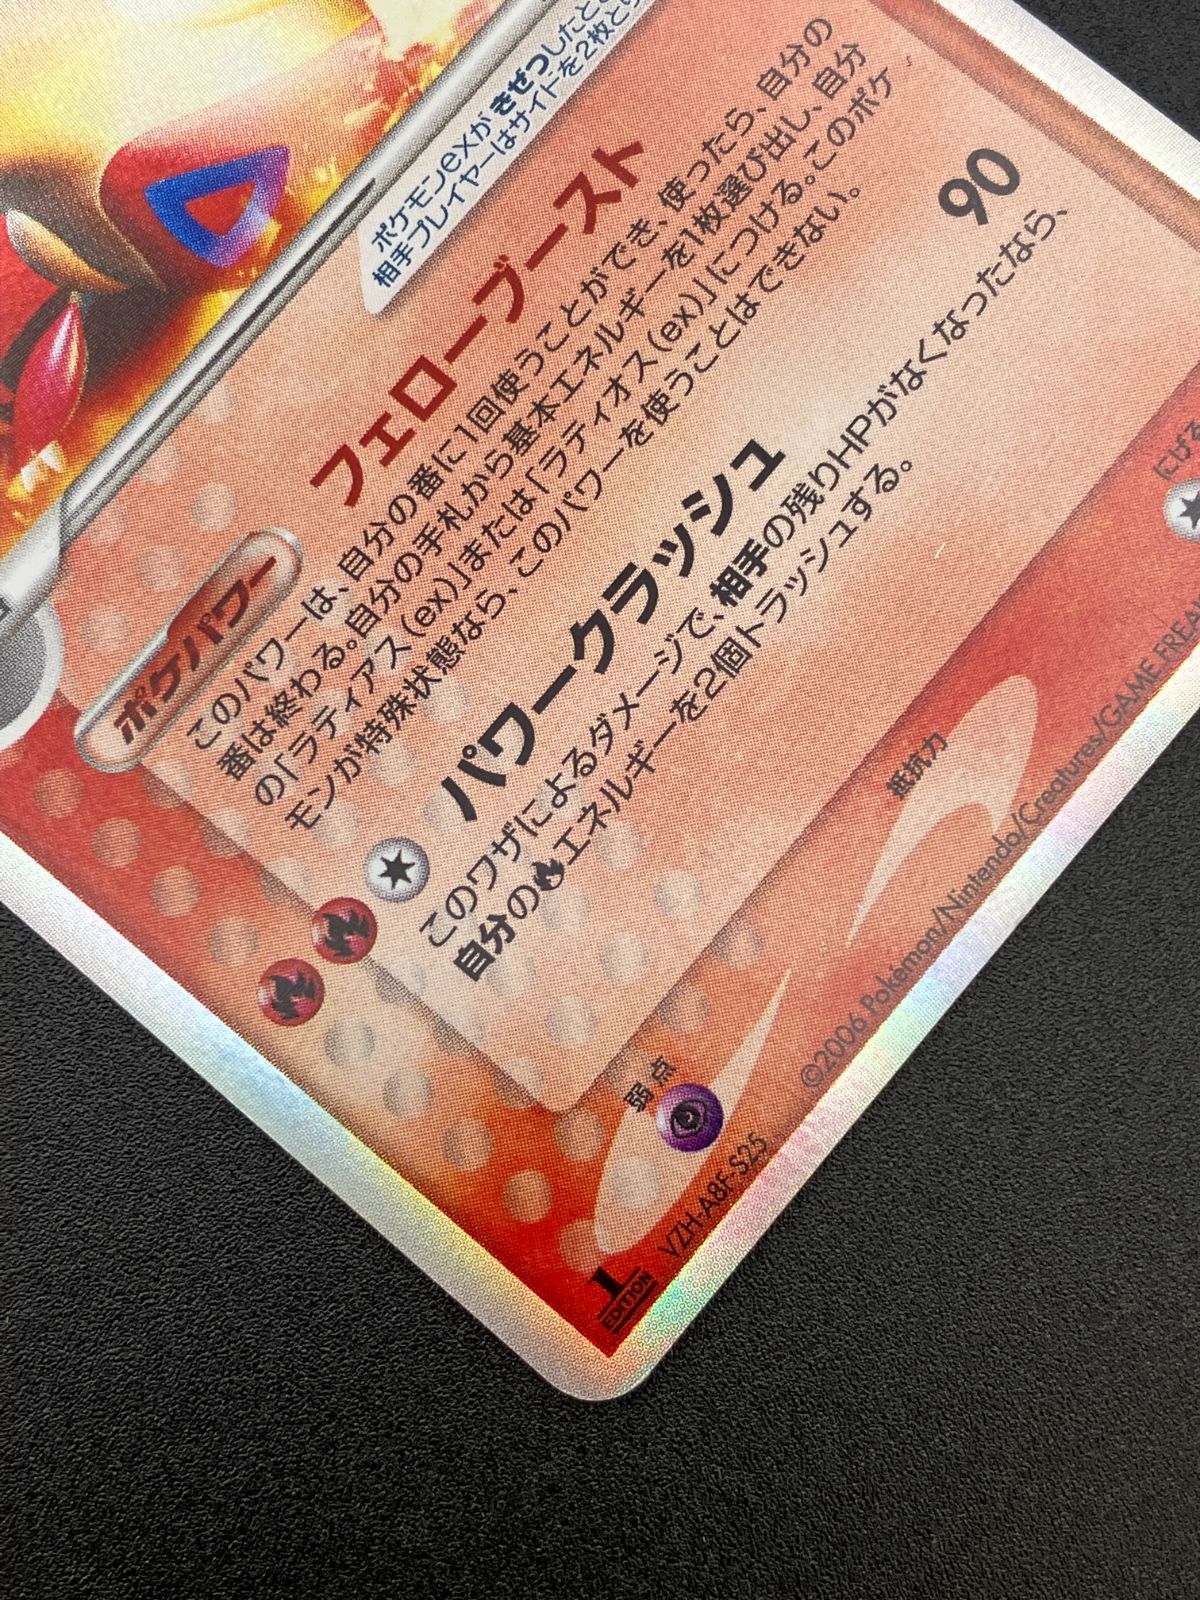 ポケモンexがきぜつしたと
相手プレイヤーはサイドを2枚と
ポケパワー
フェローブースト
このパワーは、自分の番に1回使うことができ、使ったら、自分の
番は終わる。自分の手札から基本エネルギーを1枚選び出し、自分
の「ラティアス(ex)」または「ラティオス(ex)」につける。このポケ
モンが特殊状態なら、このパワーを使うことはできない。
パワークラッシュ 90
このワザによるダメージで、相手の残りHPがなくなったなら、
自分のエネルギーを2個トラッシュする。
弱点
抵抗力
にげる
VZH-A8F-S25
©2006 Pokémon/Nintendo/Creatures/GAME FREA
1
EDITION